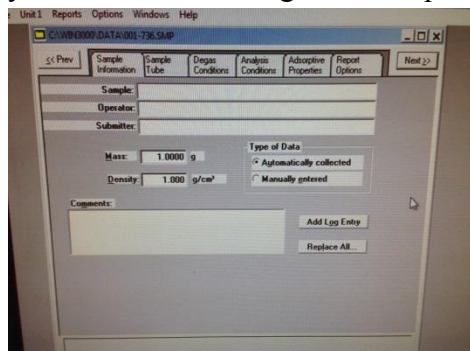 Unit 1 Reports Options Windows Help
C:\WIN3000\DATA\001-736.SMP
<< Prev
Sample Information
Sample Tube
Degas Conditions
Analysis Conditions
Adsorptive Properties
Report Options
Next >>
Sample:
Operator:
Submitter:
Mass: 1.0000 g
Density: 1.000 g/cm³
Type of Data
Automatically collected
Manually entered
Comments:
Add Log Entry
Replace All...